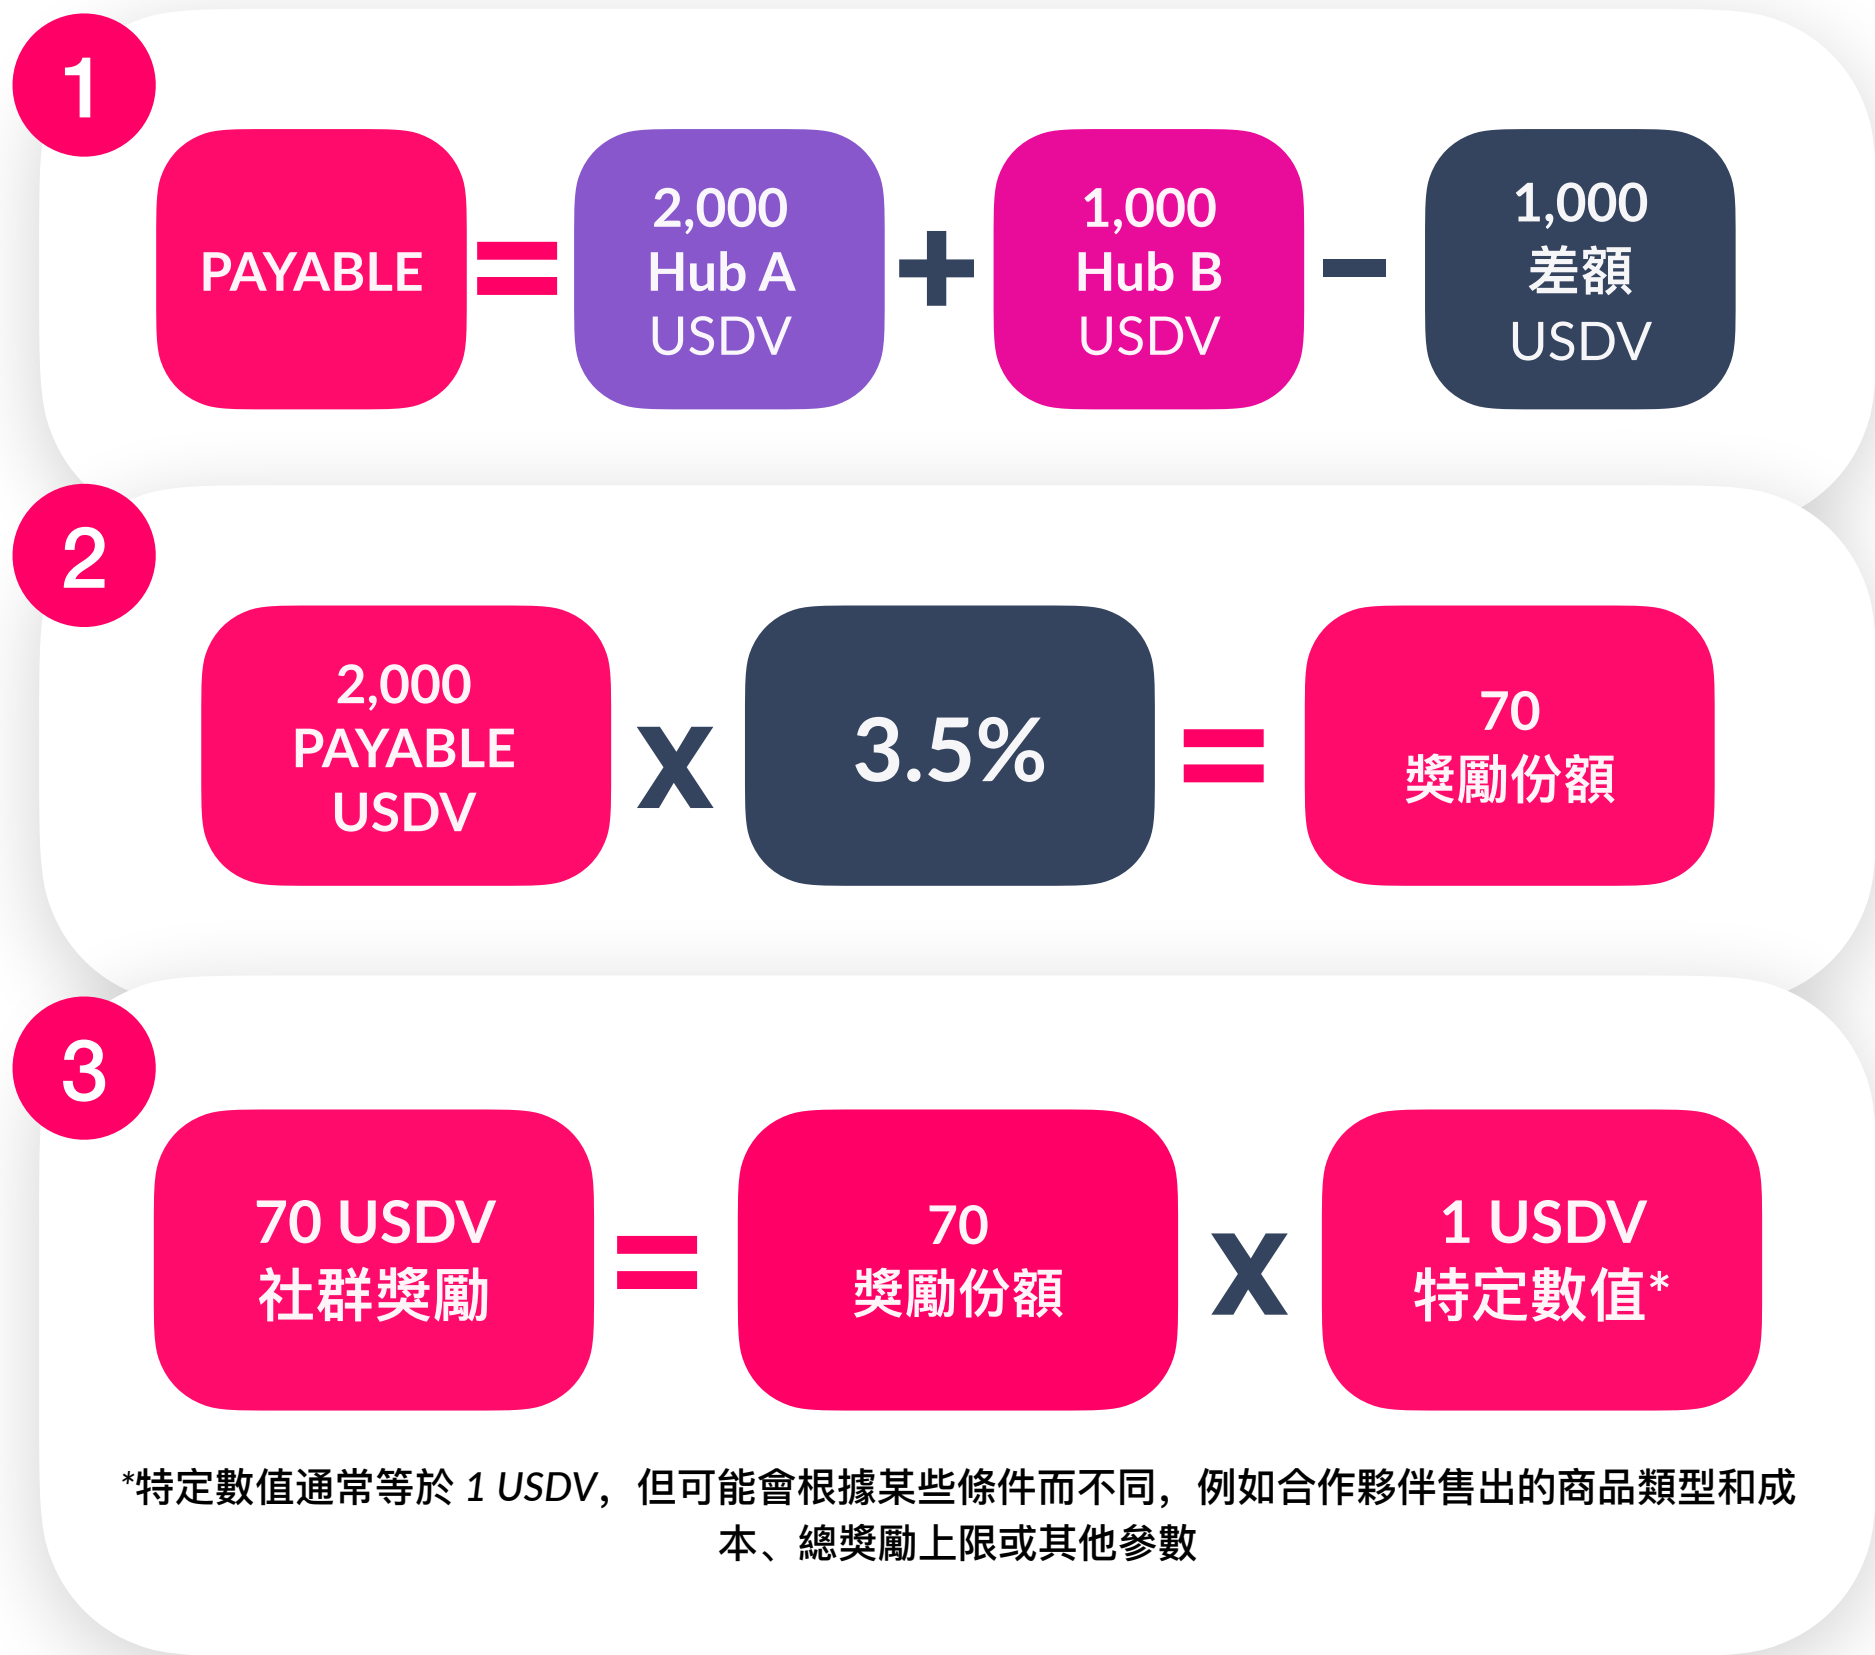 1
PAYABLE
=
2,000
Hub A
USDV
+
1,000
Hub B
USDV
-
1,000
差額
USDV
2
2,000
PAYABLE
USDV
x
3.5%
=
70
獎勵份額
3
70 USDV
社群獎勵
=
70
獎勵份額
x
1 USDV
特定數值*
*特定數值通常等於 1 USDV，但可能會根據某些條件而不同，例如合作夥伴售出的商品類型和成
本、總獎勵上限或其他參數